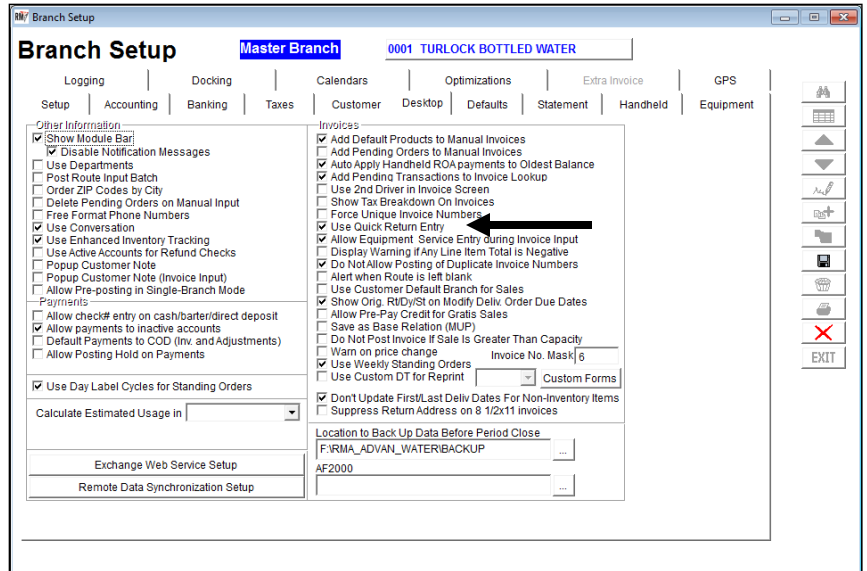 RM7 Branch Setup
Branch Setup
Master Branch
0001 TURLOCK BOTTLED WATER
Logging
Docking
Calendars
Optimizations
Extra Invoice
GPS
Setup
Accounting
Banking
Taxes
Customer
Desktop
Defaults
Statement
Handheld
Equipment
Other Information
Show Module Bar
Disable Notification Messages
Use Departments
Post Route Input Batch
Order ZIP Codes by City
Delete Pending Orders on Manual Input
Free Format Phone Numbers
Use Conversation
Use Enhanced Inventory Tracking
Use Active Accounts for Refund Checks
Popup Customer Note
Popup Customer Note (Invoice Input)
Allow Pre-posting in Single-Branch Mode
Payments
Allow check# entry on cash/barter/direct deposit
Allow payments to inactive accounts
Default Payments to COD (Inv. and Adjustments)
Allow Posting Hold on Payments
Use Day Label Cycles for Standing Orders
Calculate Estimated Usage in
Exchange Web Service Setup
Remote Data Synchronization Setup
Invoices
Add Default Products to Manual Invoices
Add Pending Orders to Manual Invoices
Auto Apply Handheld ROA payments to Oldest Balance
Add Pending Transactions to Invoice Lookup
Use 2nd Driver in Invoice Screen
Show Tax Breakdown On Invoices
Force Unique Invoice Numbers
Use Quick Return Entry
Allow Equipment Service Entry during Invoice Input
Display Warning if Any Line Item Total is Negative
Do Not Allow Posting of Duplicate Invoice Numbers
Alert when Route is left blank
Use Customer Default Branch for Sales
Show Orig. Rt/Dy/St on Modify Deliv. Order Due Dates
Allow Pre-Pay Credit for Gratis Sales
Save as Base Relation (MUP)
Do Not Post Invoice If Sale Is Greater Than Capacity
Warn on price change
Invoice No. Mask 6
Use Weekly Standing Orders
Use Custom DT for Reprint
Custom Forms
Don't Update First/Last Deliv Dates For Non-Inventory Items
Suppress Return Address on 8 1/2x11 invoices
Location to Back Up Data Before Period Close
F:\RMA_ADVAN_WATER\BACKUP
...
AF2000
...
EXIT